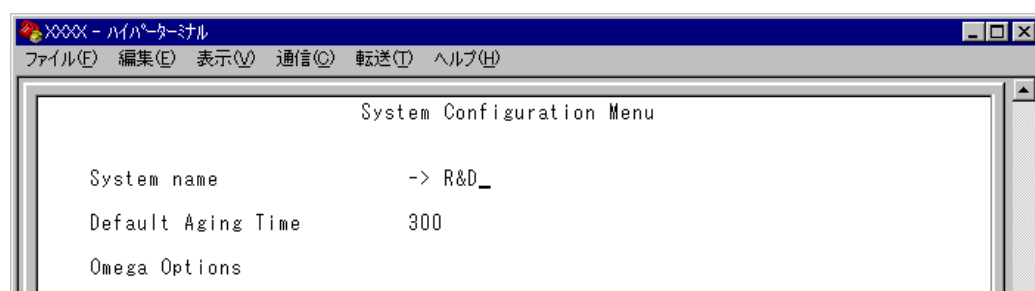 XXXX - ハイパーターミナル
ファイル(F) 編集(E) 表示(V) 通信(C) 転送(T) ヘルプ(H)
System Configuration Menu
System name -> R&D_
Default Aging Time 300
Omega Options